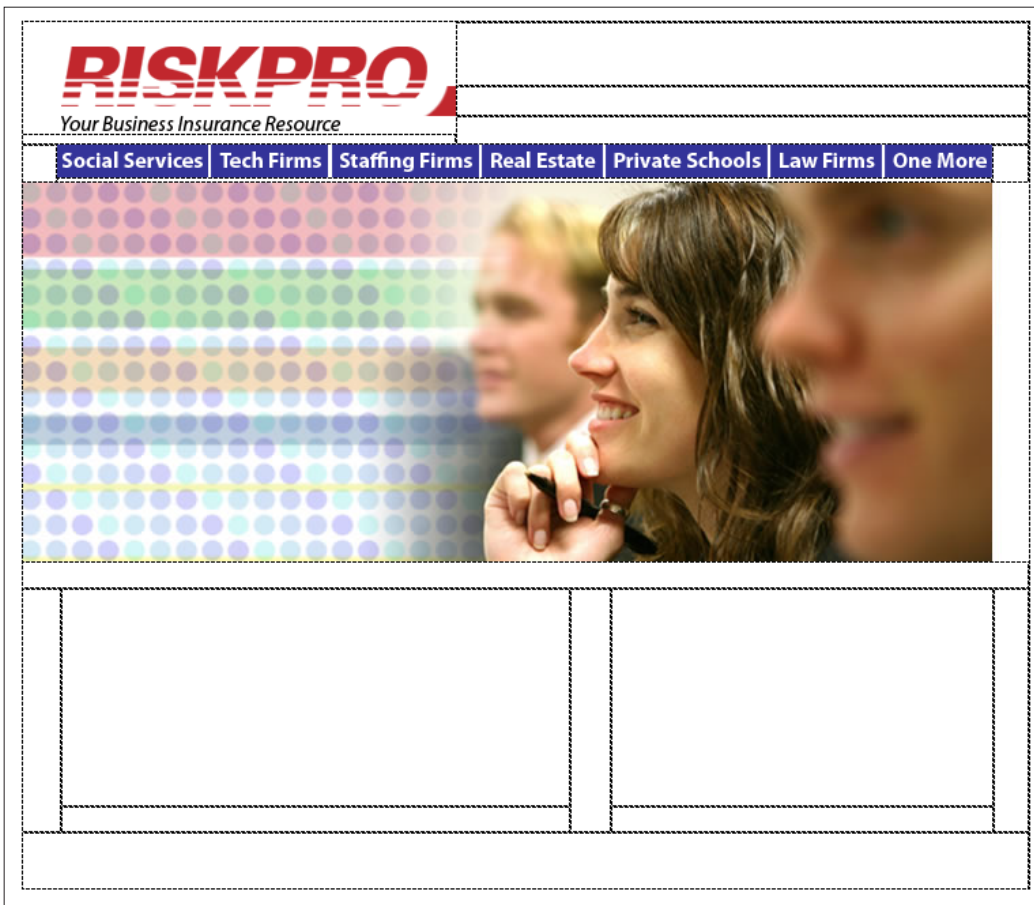 RISKPRO
Your Business Insurance Resource
Social Services Tech Firms Staffing Firms Real Estate Private Schools Law Firms One More